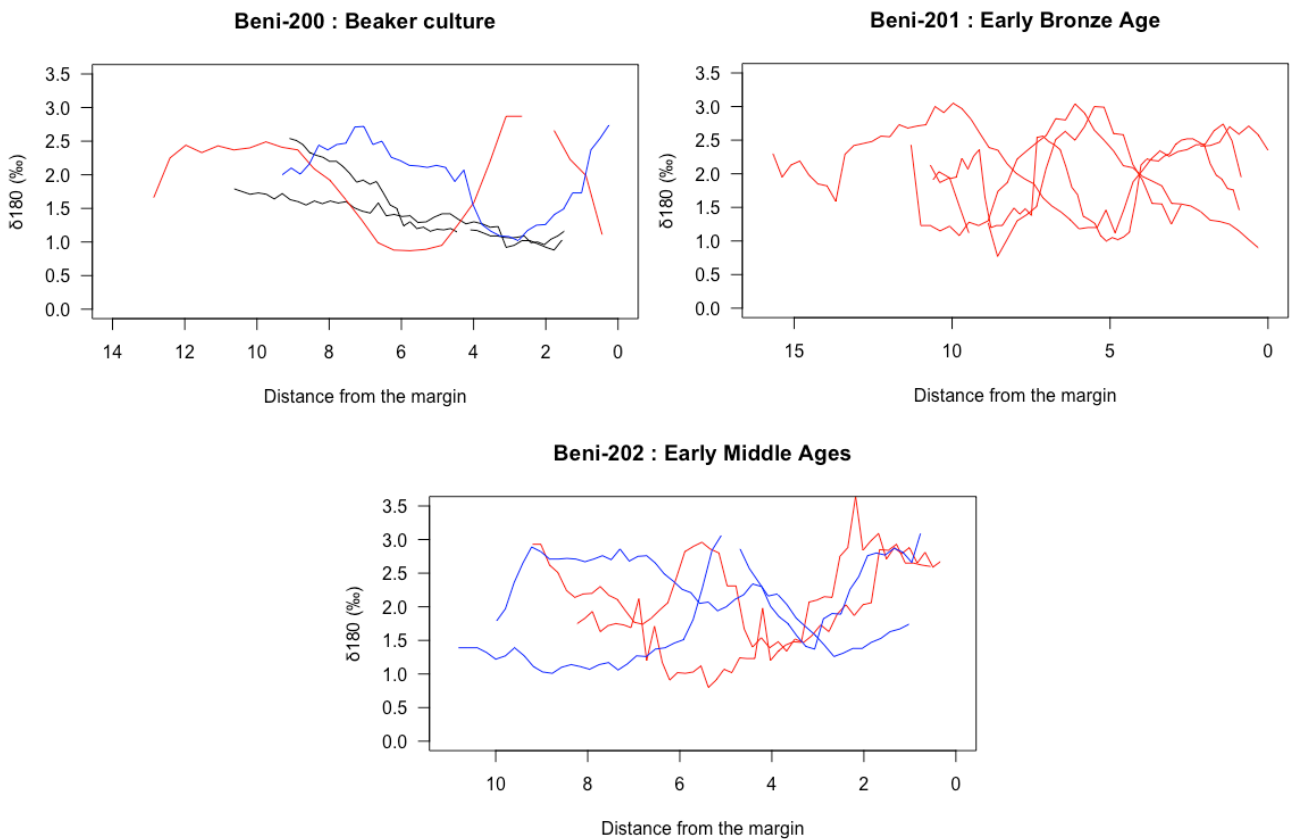 Beni-200 : Beaker culture
δ180 (‰)
3.5
3.0
2.5
2.0
1.5
1.0
0.5
0.0
14 12 10 8 6 4 2 0
Distance from the margin
Beni-201 : Early Bronze Age
δ180 (‰)
3.5
3.0
2.5
2.0
1.5
1.0
0.5
0.0
15 10 5 0
Distance from the margin
Beni-202 : Early Middle Ages
δ180 (‰)
3.5
3.0
2.5
2.0
1.5
1.0
0.5
0.0
10 8 6 4 2 0
Distance from the margin